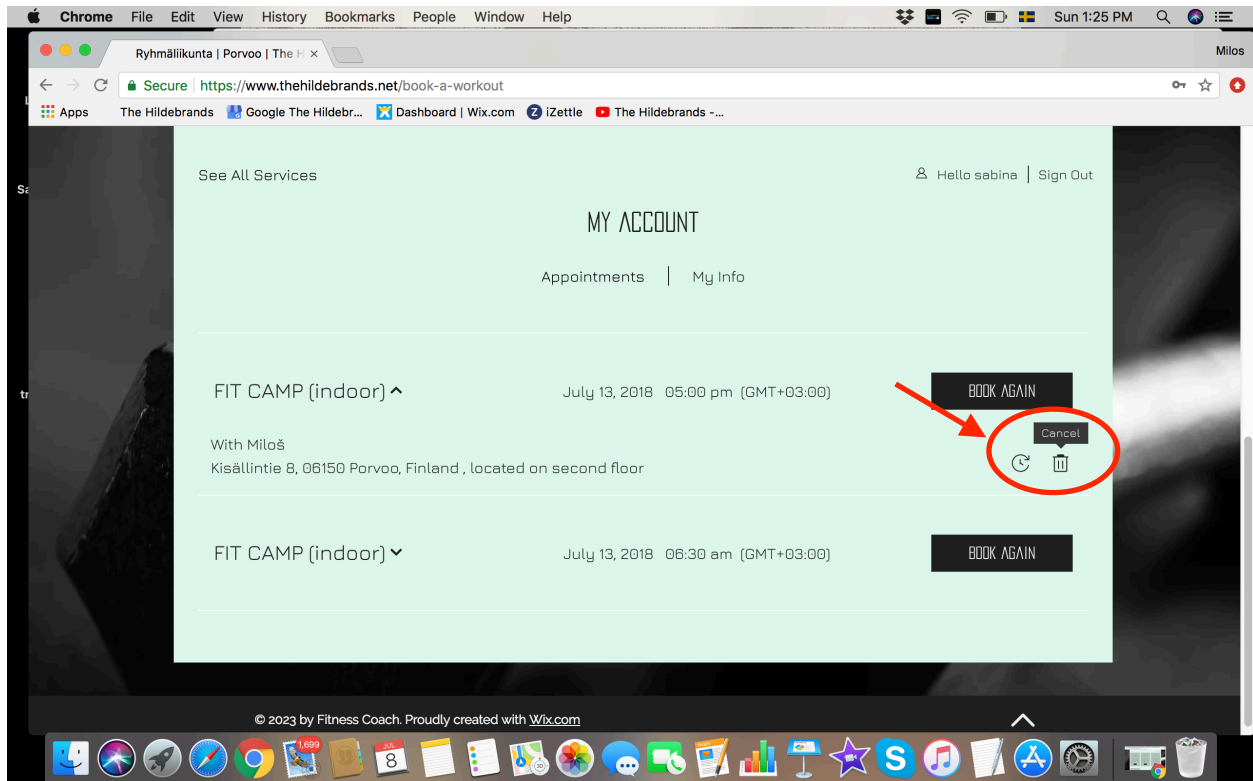 Chrome File Edit View History Bookmarks People Window Help Sun 1:25 PM
Ryhmäliikunta | Porvoo | The H Milos
Secure https://www.thehildebrands.net/book-a-workout
Apps The Hildebrands Google The Hildebr... Dashboard | Wix.com iZettle The Hildebrands -...
See All Services Hello sabina | Sign Out
MY ACCOUNT
Appointments | My Info
FIT CAMP (indoor) July 13, 2018 05:00 pm (GMT+03:00) BOOK AGAIN
Cancel
With Miloš
Kisällintie 8, 06150 Porvoo, Finland , located on second floor
FIT CAMP (indoor) July 13, 2018 06:30 am (GMT+03:00) BOOK AGAIN
© 2023 by Fitness Coach. Proudly created with Wix.com
1,699
JUL
8